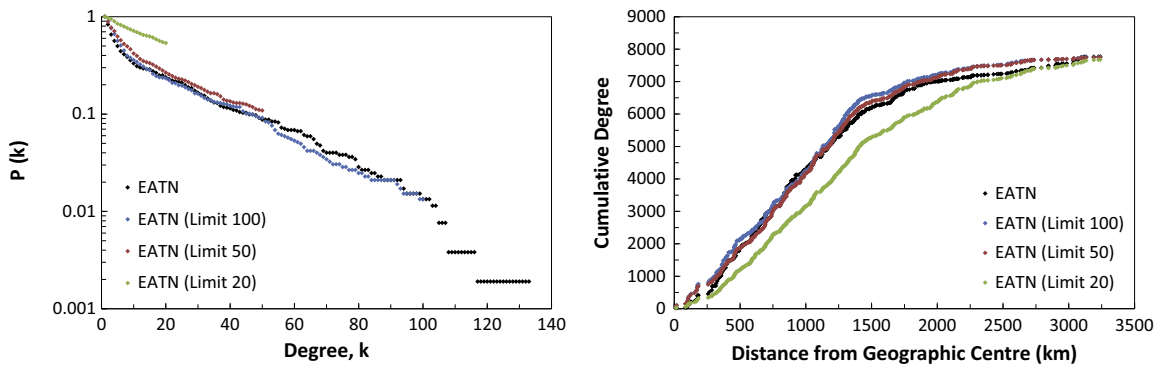 1
0.1
0.01
0.001
P (k)
0 20 40 60 80 100 120 140
Degree, k
EATN
EATN (Limit 100)
EATN (Limit 50)
EATN (Limit 20)
9000
8000
7000
6000
5000
4000
3000
2000
1000
0
Cumulative Degree
0 500 1000 1500 2000 2500 3000 3500
Distance from Geographic Centre (km)
EATN
EATN (Limit 100)
EATN (Limit 50)
EATN (Limit 20)